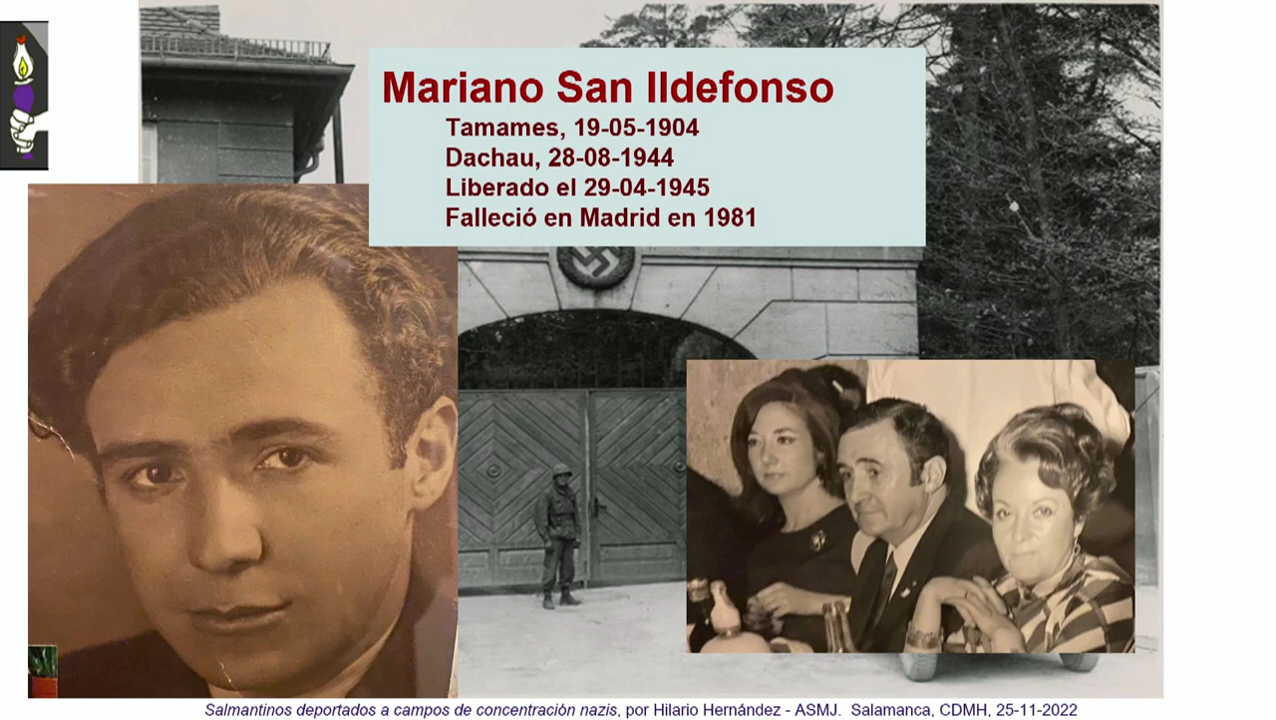 Mariano San Ildefonso
Tamames, 19-05-1904
Dachau, 28-08-1944
Liberado el 29-04-1945
Falleció en Madrid en 1981
Salmantinos deportados a campos de concentración nazis, por Hilario Hernández - ASMJ. Salamanca, CDMH, 25-11-2022